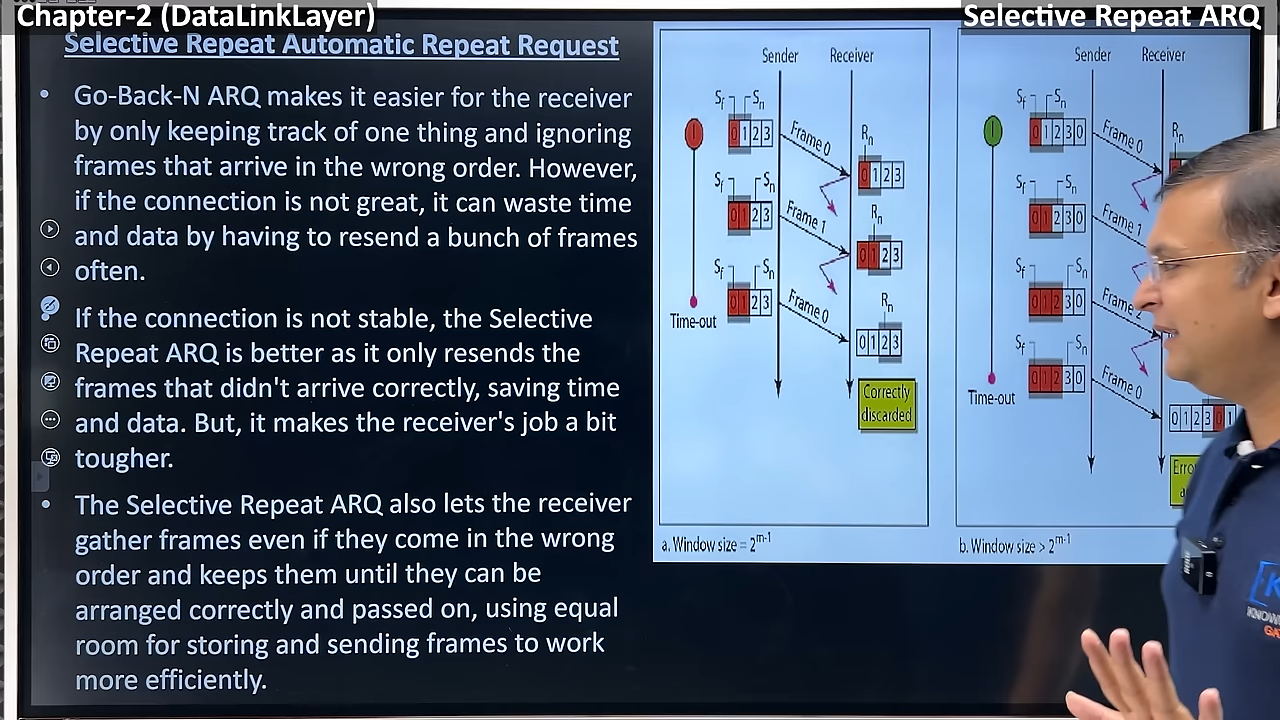 Chapter-2 (DataLinkLayer)
Selective Repeat ARQ
Selective Repeat Automatic Repeat Request
• Go-Back-N ARQ makes it easier for the receiver
by only keeping track of one thing and ignoring
frames that arrive in the wrong order. However,
if the connection is not great, it can waste time
and data by having to resend a bunch of frames
often.
If the connection is not stable, the Selective
Repeat ARQ is better as it only resends the
frames that didn't arrive correctly, saving time
and data. But, it makes the receiver's job a bit
tougher.
• The Selective Repeat ARQ also lets the receiver
gather frames even if they come in the wrong
order and keeps them until they can be
arranged correctly and passed on, using equal
room for storing and sending frames to work
more efficiently.
Sender Receiver
Sf Sn
0 1 2 3
Frame 0
Rn
0 1 2 3
Sf Sn
0 1 2 3
Frame 1
Rn
0 1 2 3
Sf Sn
0 1 2 3
Frame 0
Rn
0 1 2 3
Time-out
Correctly
discarded
a. Window size = 2^m-1
Sender Receiver
Sf Sn
0 1 2 3 0
Frame 0
Rn
Sf Sn
0 1 2 3 0
Frame 1
Sf Sn
0 1 2 3 0
Frame
Sf Sn
0 1 2 3 0
Frame 0
0 1 2 3 0 1
Time-out
b. Window size > 2^m-1